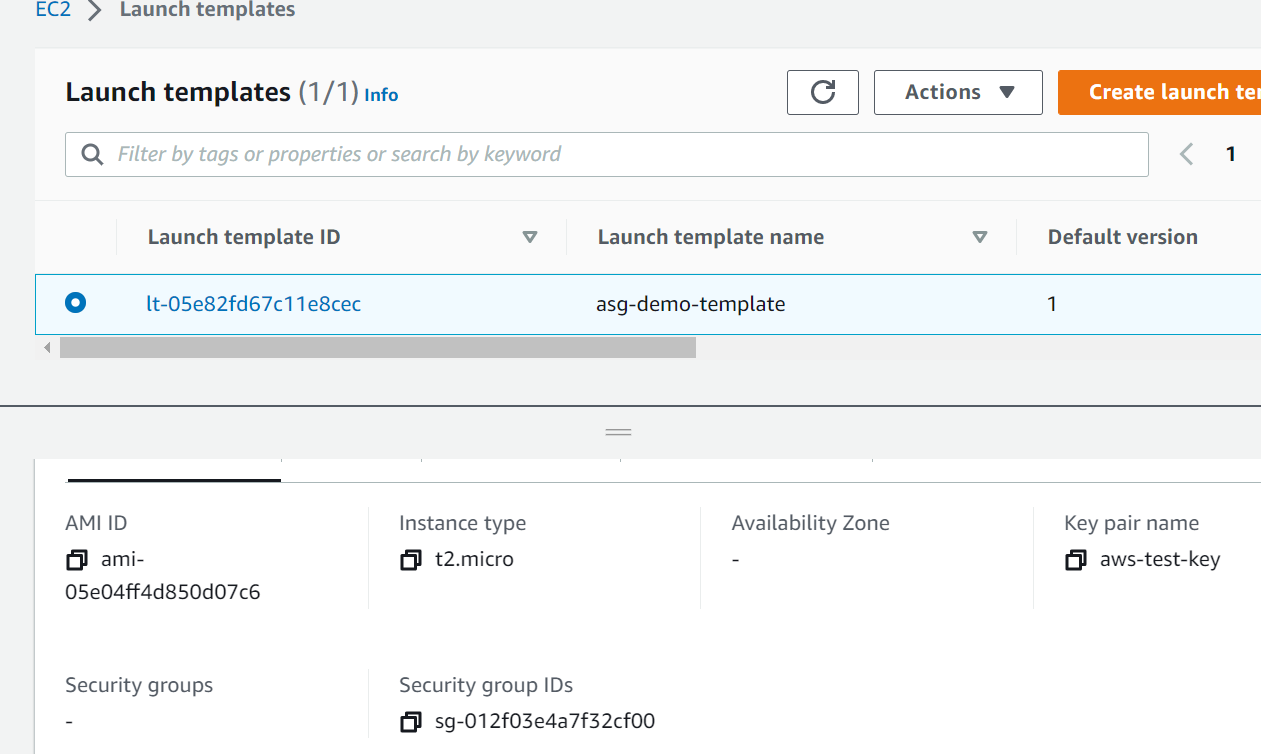 EC2 Launch templates
Launch templates (1/1) Info
Actions
Create launch
Filter by tags or properties or search by keyword
1
Launch template ID
Launch template name
Default version
lt-05e82fd67c11e8cec
asg-demo-template
1
AMI ID
Instance type
Availability Zone
Key pair name
ami-
05e04ff4d850d07c6
t2.micro
-
aws-test-key
Security groups
Security group IDs
-
sg-012f03e4a7f32cf00